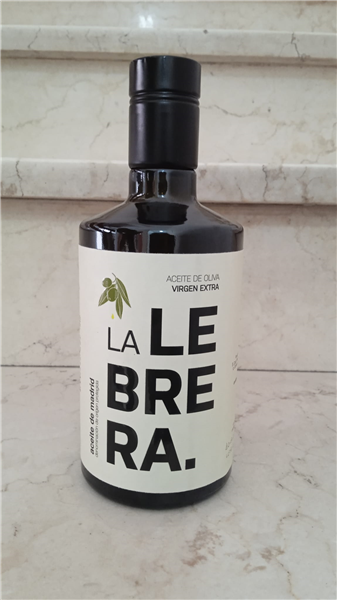 ACEITE DE OLIVA
VIRGEN EXTRA
LA LE
BRE
RA.
aceite de madrid